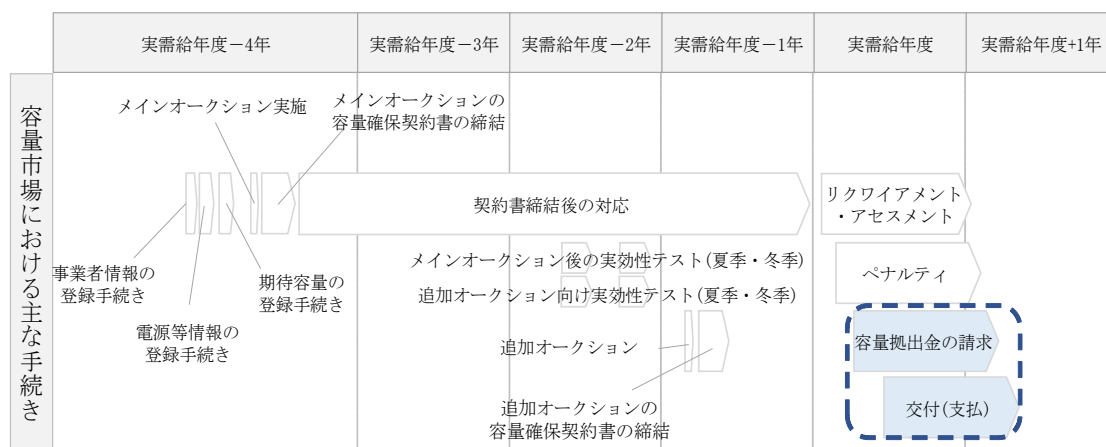 実需給年度－4年
実需給年度－3年
実需給年度－2年
実需給年度－1年
実需給年度
実需給年度+1年
容量市場における主な手続き
メインオークション実施
メインオークションの
容量確保契約書の締結
契約書締結後の対応
リクワイアメント
・アセスメント
事業者情報の
登録手続き
期待容量の
登録手続き
電源等情報の
登録手続き
メインオークション後の実効性テスト(夏季・冬季)
追加オークション向け実効性テスト(夏季・冬季)
ペナルティ
追加オークション
容量拠出金の請求
追加オークションの
容量確保契約書の締結
交付(支払)